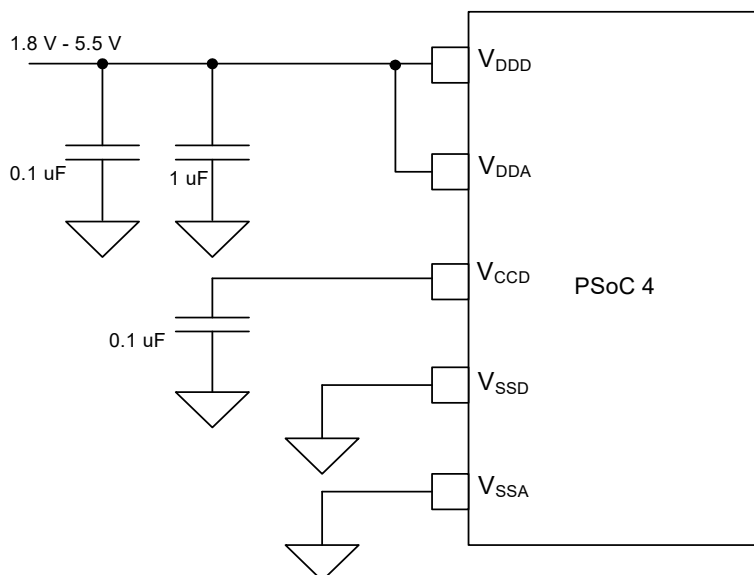 1.8 V - 5.5 V
V_DDD
0.1 uF
1 uF
V_DDA
V_CCD
PSoC 4
0.1 uF
V_SSD
V_SSA